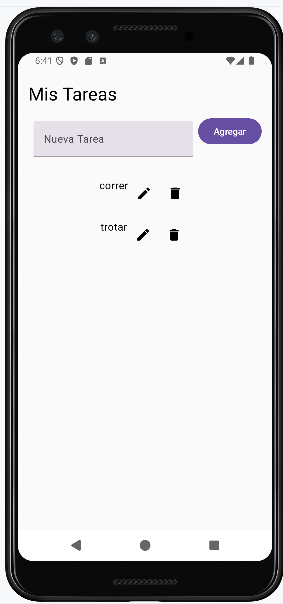 6:41
Mis Tareas
Nueva Tarea
Agregar
correr
trotar